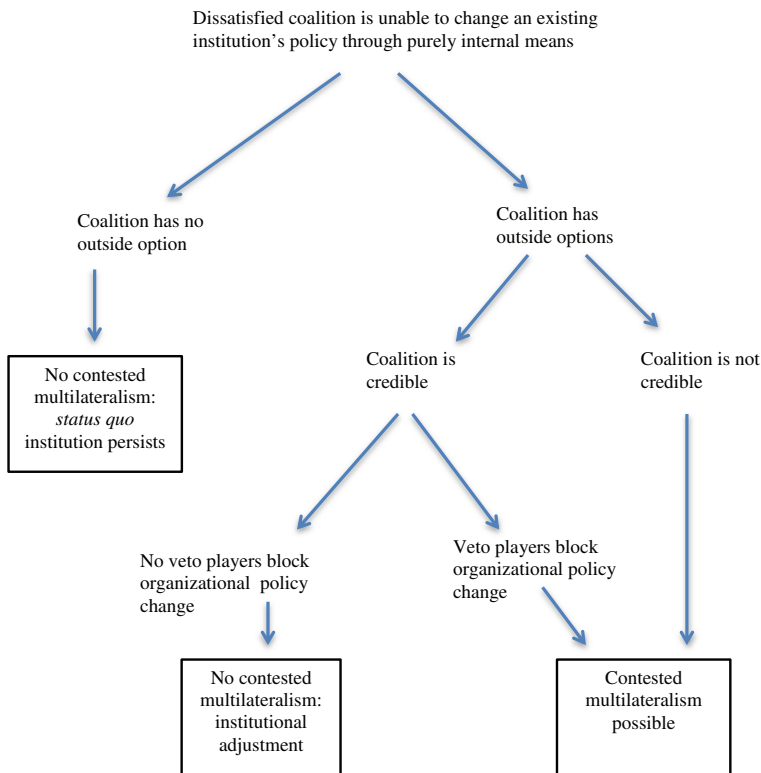 Dissatisfied coalition is unable to change an existing
institution’s policy through purely internal means
Coalition has no
outside option
Coalition has
outside options
No contested
multilateralism:
status quo
institution persists
Coalition is
credible
Coalition is not
credible
No veto players block
organizational policy
change
Veto players block
organizational policy
change
No contested
multilateralism:
institutional
adjustment
Contested
multilateralism
possible